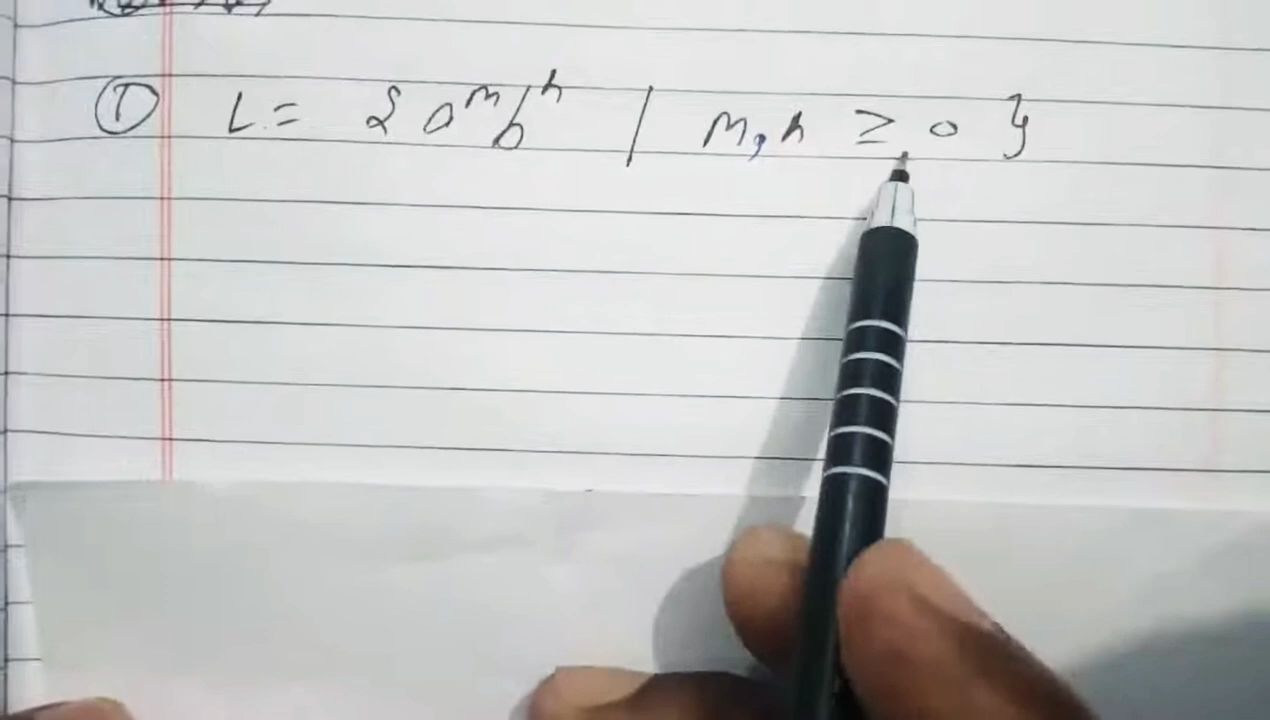 ① L = { a^m b^n | m,n ≥ 0 }